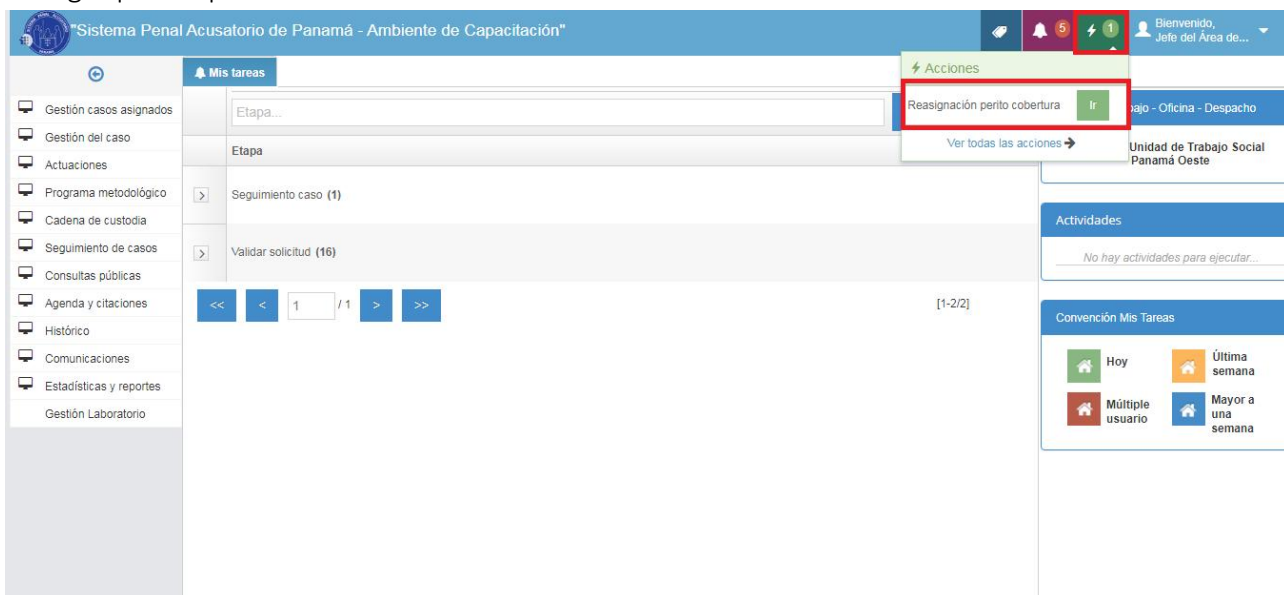 "Sistema Penal Acusatorio de Panamá - Ambiente de Capacitación"
5
1
Bienvenido,
Jefe del Área de...
Mis tareas
Acciones
Reasignación perito cobertura
Ir
Ver todas las acciones
Gestión casos asignados
Gestión del caso
Actuaciones
Programa metodológico
Cadena de custodia
Seguimiento de casos
Consultas públicas
Agenda y citaciones
Histórico
Comunicaciones
Estadísticas y reportes
Gestión Laboratorio
Etapa...
Etapa
Seguimiento caso (1)
Validar solicitud (16)
<< < 1 / 1 > >>
[1-2/2]
- Oficina - Despacho
Unidad de Trabajo Social
Panamá Oeste
Actividades
No hay actividades para ejecutar...
Convención Mis Tareas
Hoy
Última
semana
Múltiple
usuario
Mayor a
una
semana